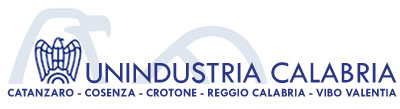 UNINDUSTRIA CALABRIA
CATANZARO - COSENZA - CROTONE - REGGIO CALABRIA - VIBO VALENTIA